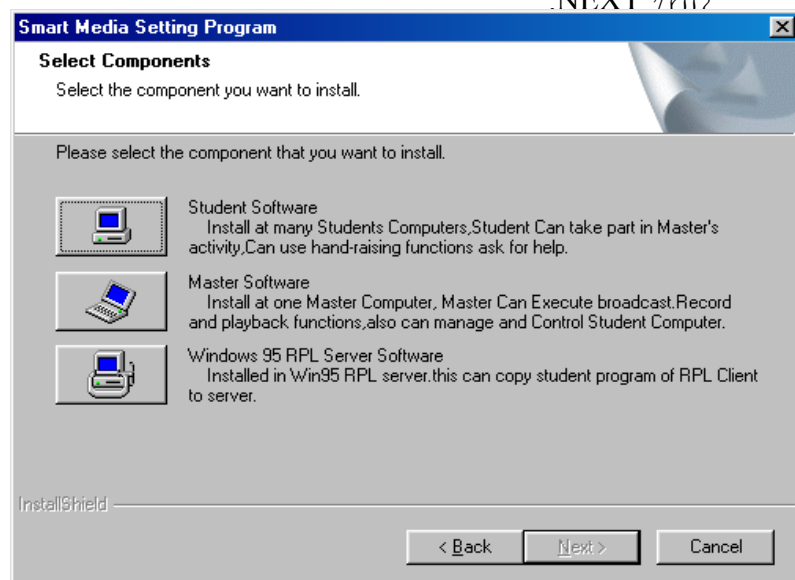 .NEXT
Smart Media Setting Program
Select Components
Select the component you want to install.
Please select the component that you want to install.
Student Software
Install at many Students Computers,Student Can take part in Master's
activity,Can use hand-raising functions ask for help.
Master Software
Install at one Master Computer, Master Can Execute broadcast.Record
and playback functions,also can manage and Control Student Computer.
Windows 95 RPL Server Software
Installed in Win95 RPL server.this can copy student program of RPL Client
to server.
InstallShield
< Back Next > Cancel